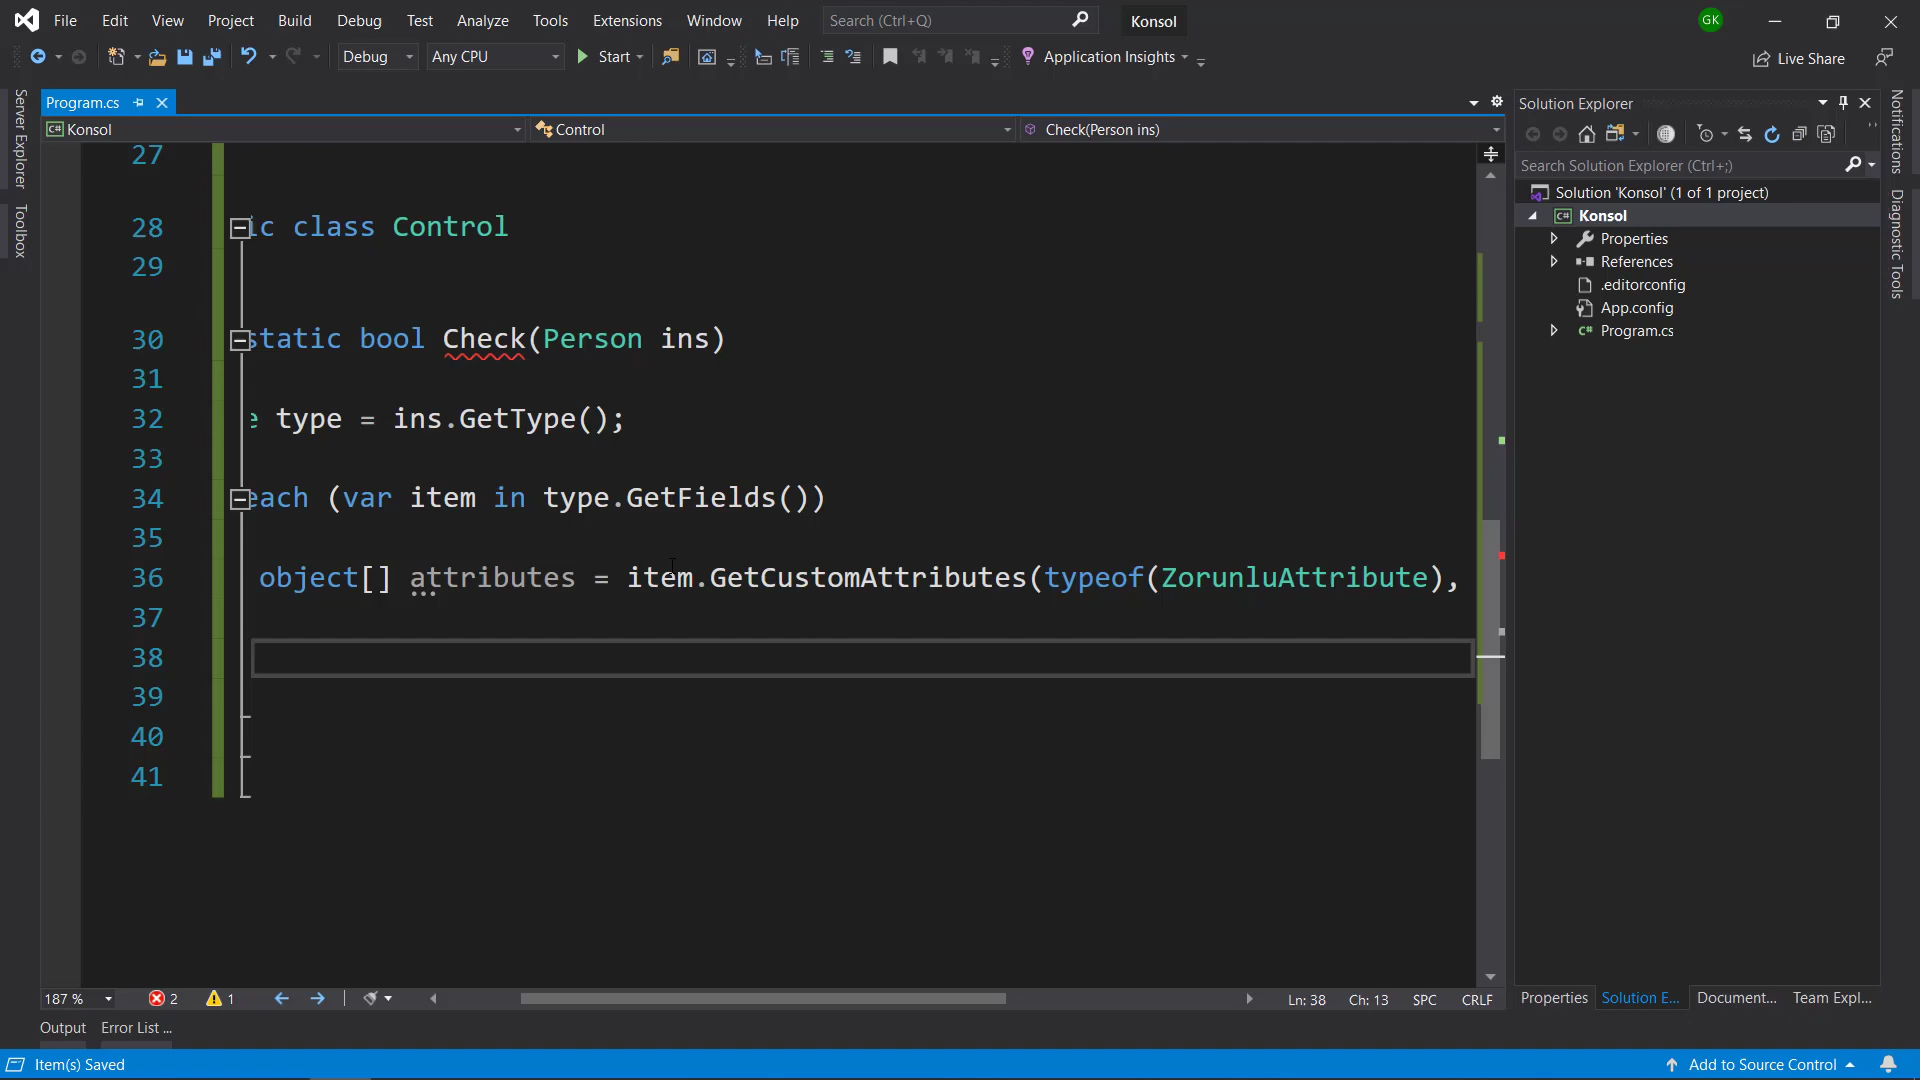 File Edit View Project Build Debug Test Analyze Tools Extensions Window Help Search (Ctrl+Q) Konsol GK
Debug Any CPU Start Application Insights Live Share
Server Explorer
Toolbox
Program.cs
Konsol Control Check(Person ins)
27
28 ic class Control
29
30 static bool Check(Person ins)
31
32 e type = ins.GetType();
33
34 each (var item in type.GetFields())
35
36 object[] attributes = item.GetCustomAttributes(typeof(ZorunluAttribute),
37
38
39
40
41
187 % 2 1 Ln: 38 Ch: 13 SPC CRLF
Solution Explorer
Search Solution Explorer (Ctrl+;)
Solution 'Konsol' (1 of 1 project)
C# Konsol
Properties
References
.editorconfig
App.config
C# Program.cs
Properties Solution E... Document... Team Expl...
Notifications
Diagnostic Tools
Output Error List ...
Item(s) Saved Add to Source Control